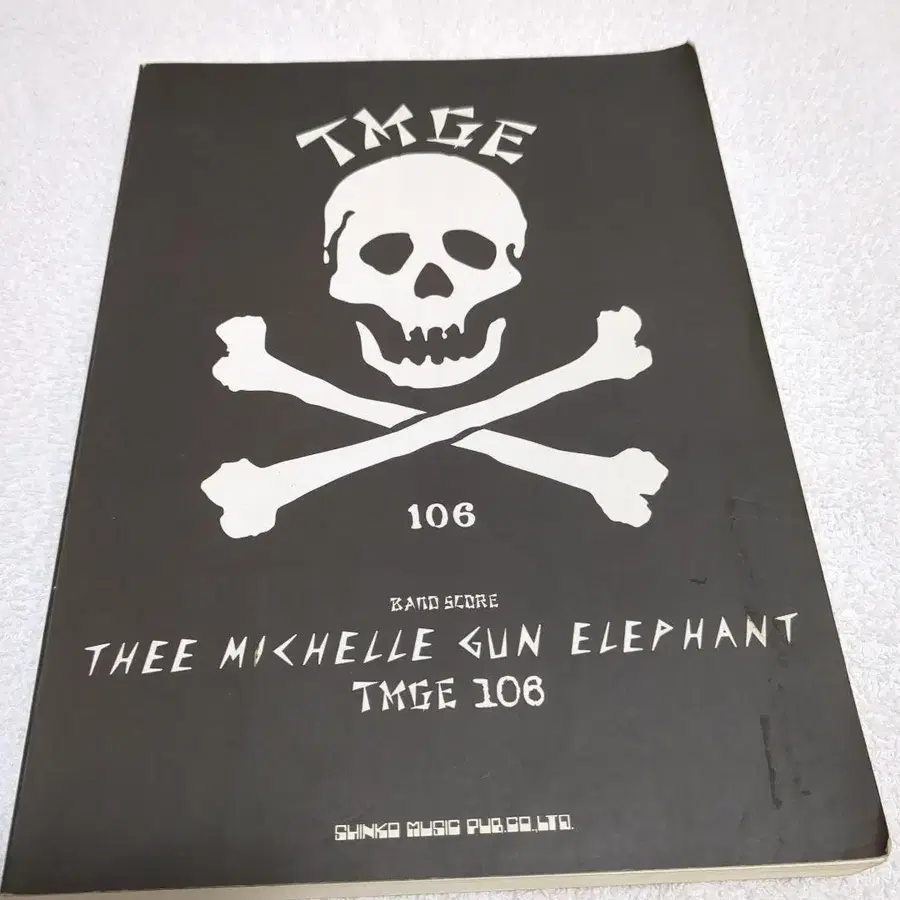 TMGE
106
BAND SCORE
THEE MICHELLE GUN ELEPHANT
TMGE 106
SHINKO MUSIC PUB.CO.,LTD.